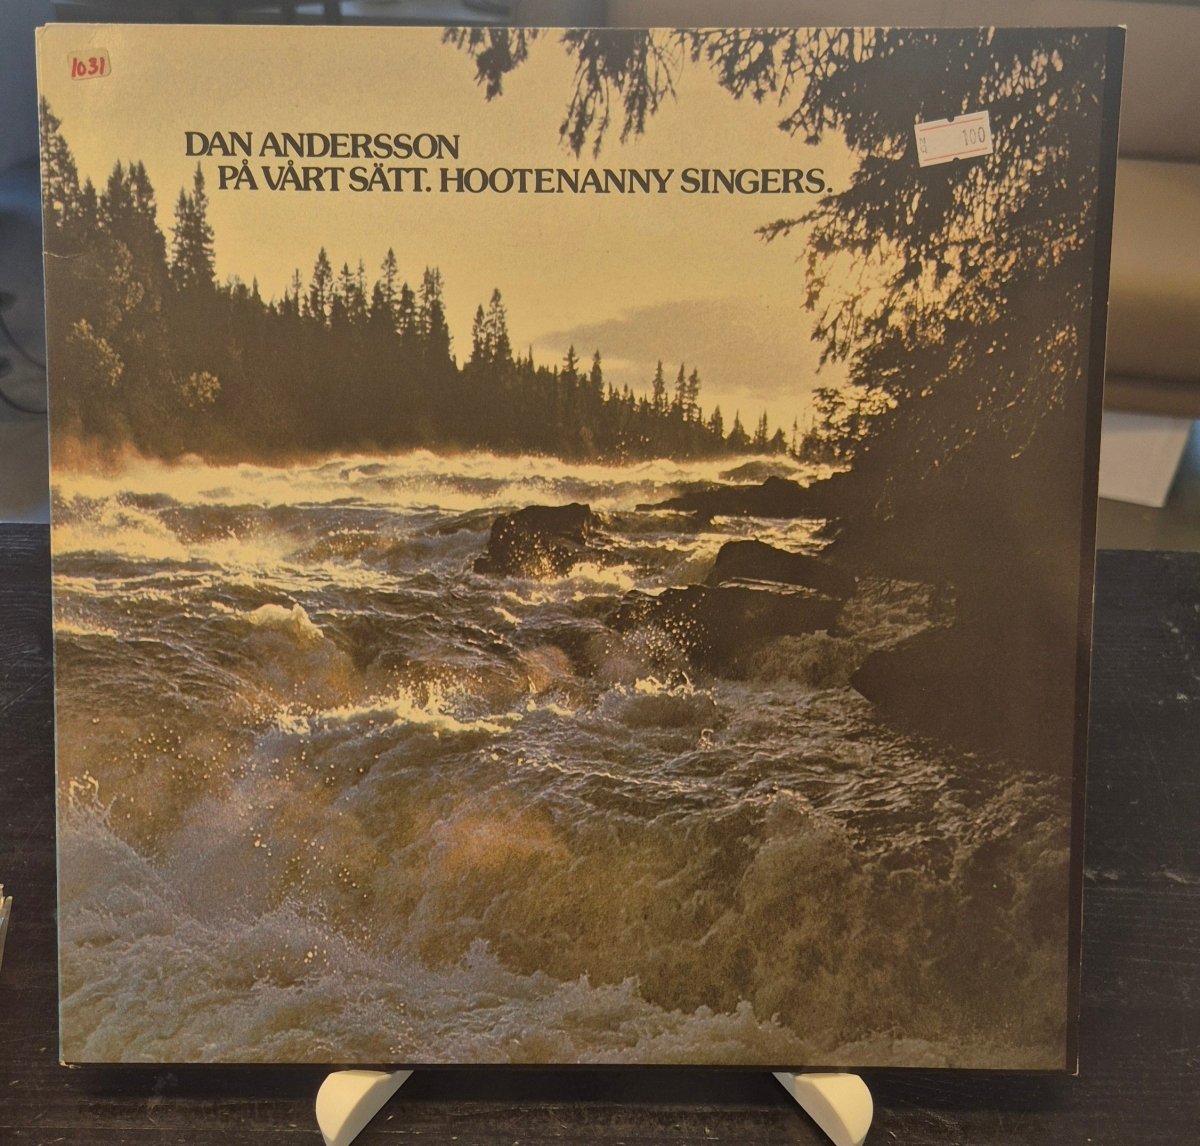 1031
DAN ANDERSSON
PÅ VÅRT SÄTT. HOOTENANNY SINGERS.
100